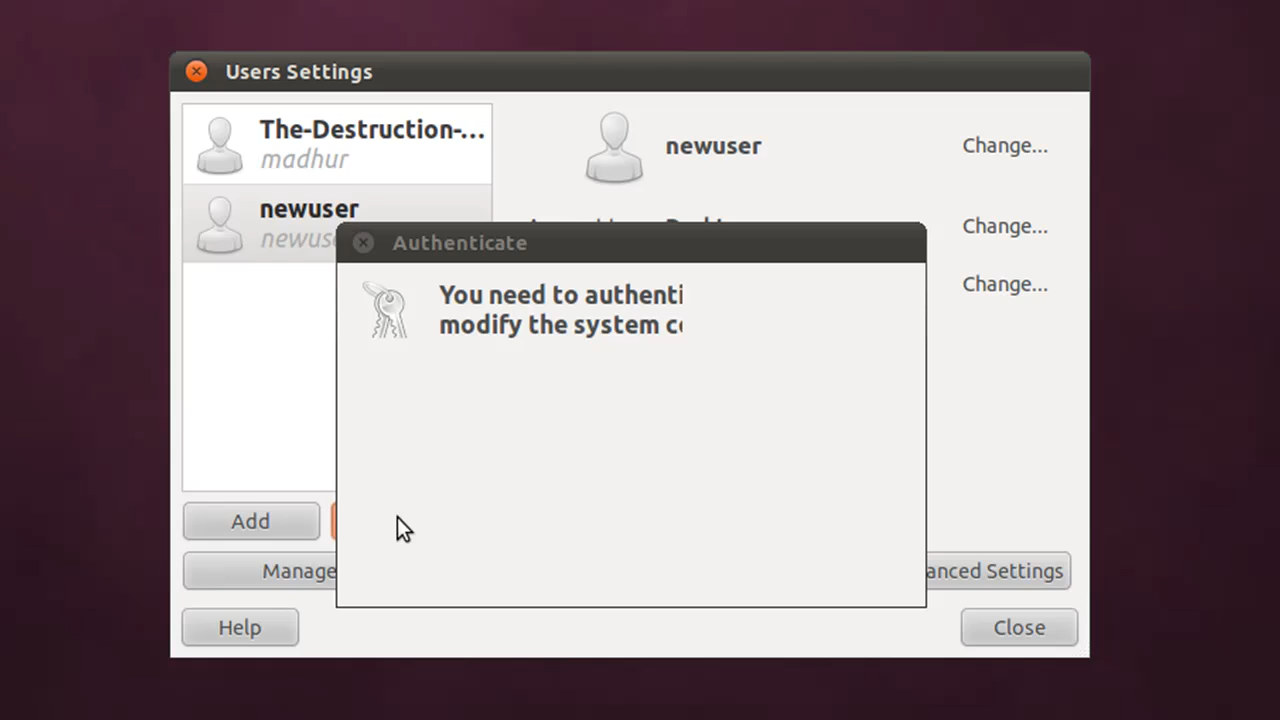 Users Settings
The-Destruction-...
madhur
newuser
newuser
Change...
Change...
Change...
Authenticate
You need to
modify the system
Add
Manage
anced Settings
Help
Close